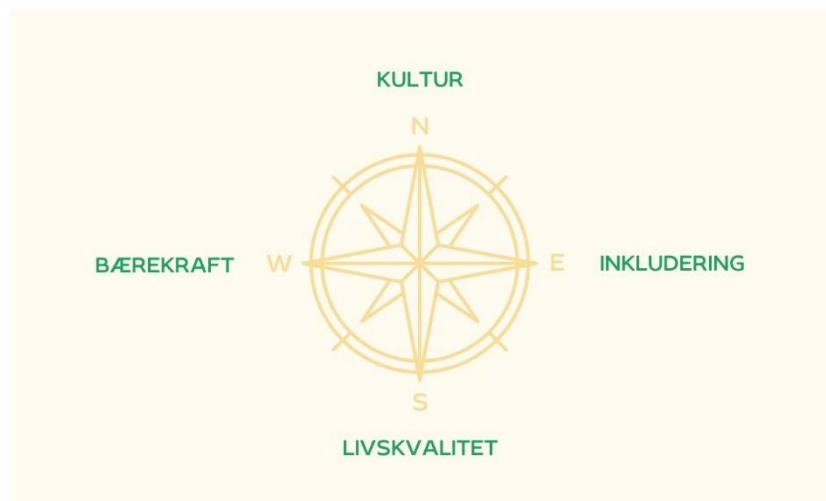 KULTUR
N
BÆREKRAFT W E INKLUDERING
S
LIVSKVALITET